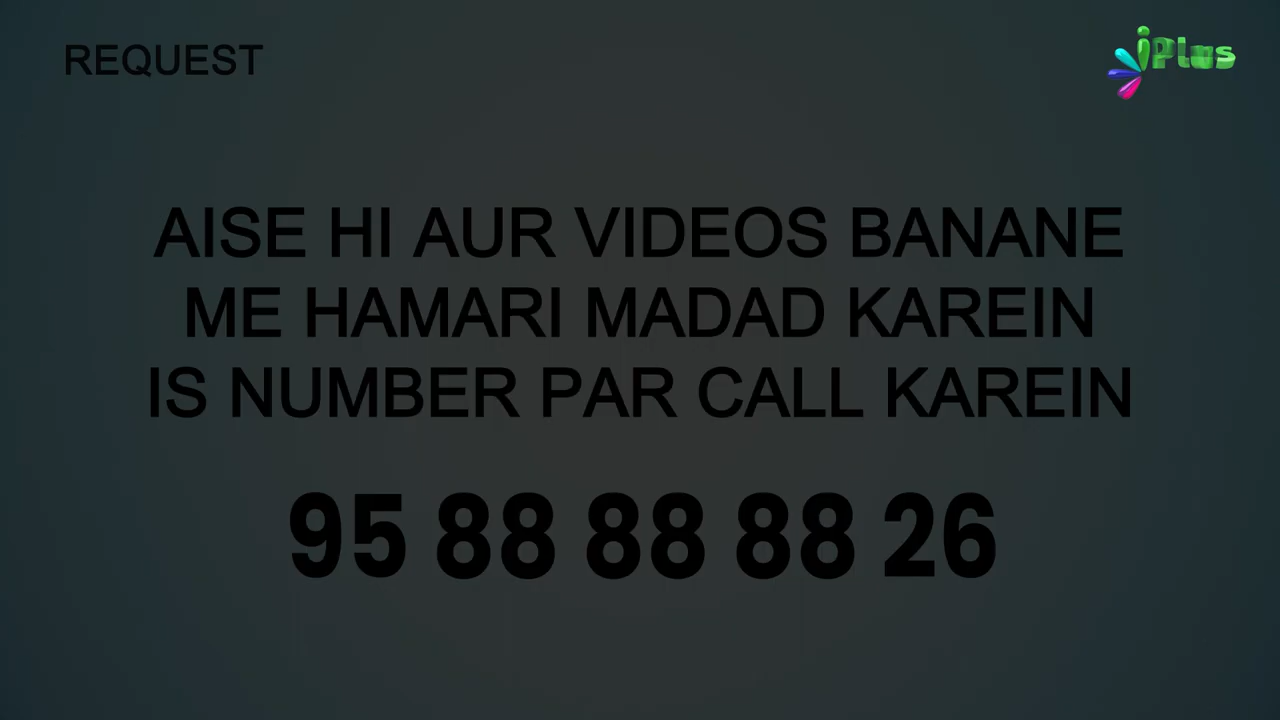 REQUEST
iPlus
AISE HI AUR VIDEOS BANANE
ME HAMARI MADAD KAREIN
IS NUMBER PAR CALL KAREIN
95 88 88 88 26